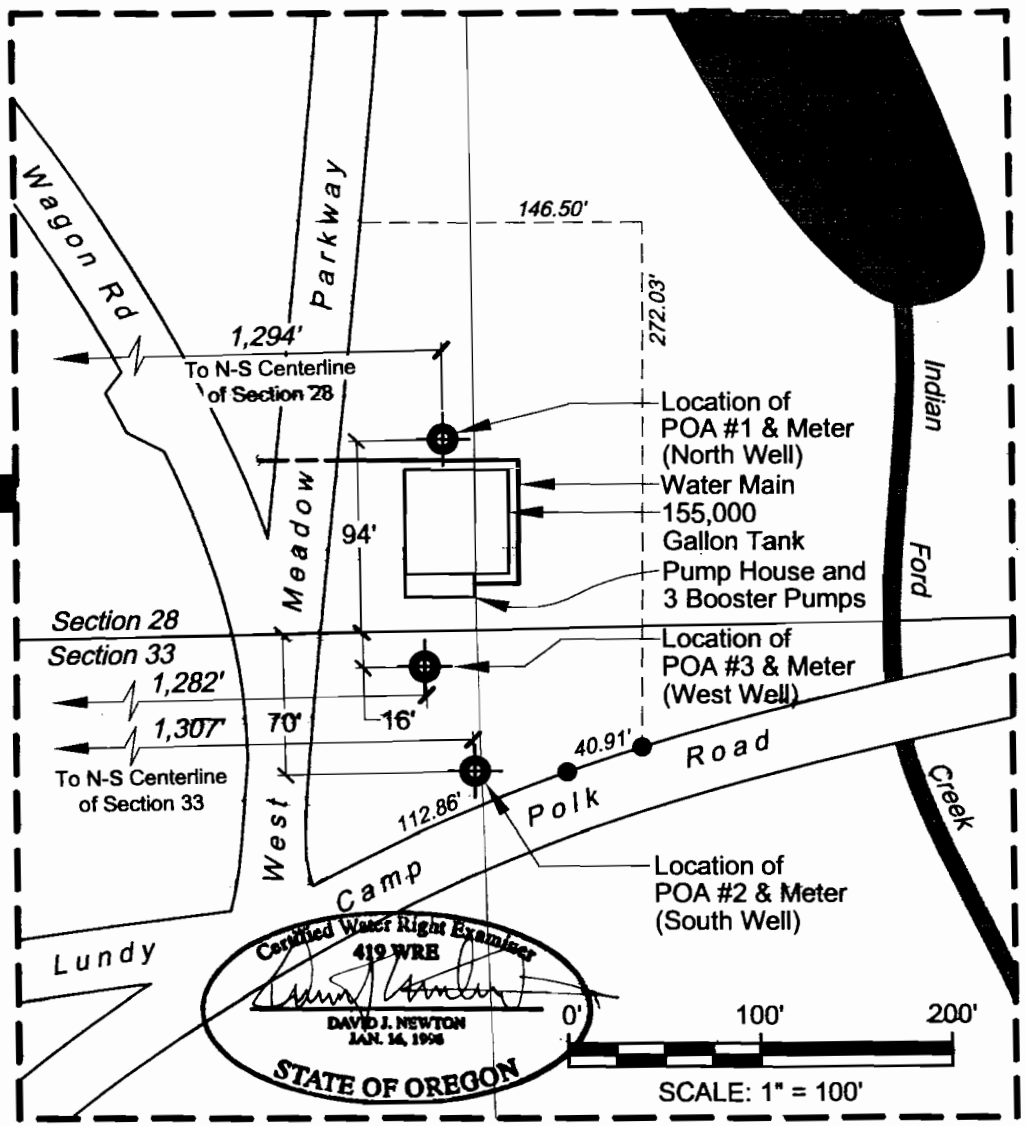 Wagon Rd
Parkway
146.50'
272.03'
1,294'
To N-S Centerline
of Section 28
Indian
Location of
POA #1 & Meter
(North Well)
Water Main
155,000
Gallon Tank
Pump House and
3 Booster Pumps
Meadow
94'
Ford
Section 28
Section 33
Location of
POA #3 & Meter
(West Well)
1,282'
16'
70'
1,307'
To N-S Centerline
of Section 33
40.91'
Road
Polk
112.86'
Creek
West
Camp
Location of
POA #2 & Meter
(South Well)
Lundy
Certified Water Right Examiner
419 WRE
DAVID J. NEWTON
JAN. 16, 1996
STATE OF OREGON
0' 100' 200'
SCALE: 1" = 100'